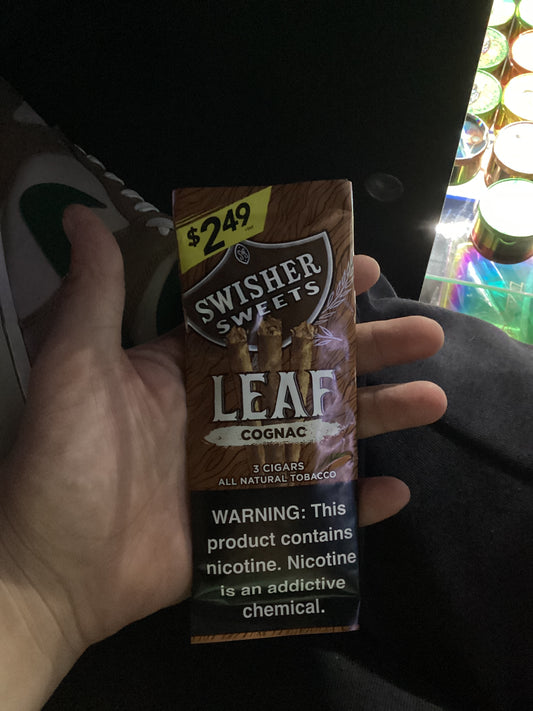 $2.49
SWISHER
SWEETS
LEAF
COGNAC
3 CIGARS
ALL NATURAL TOBACCO
WARNING: This
product contains
nicotine. Nicotine
is an addictive
chemical.